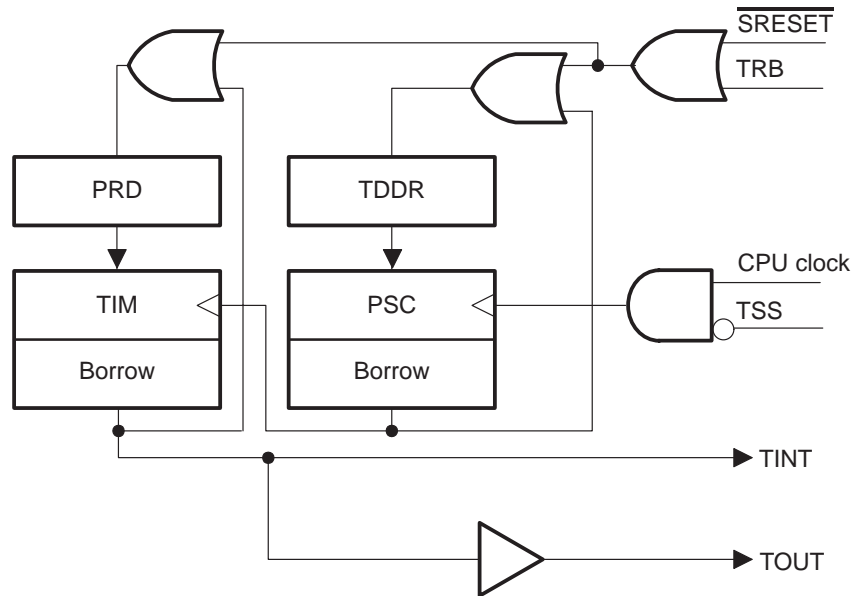 SRESET
TRB
PRD
TDDR
CPU clock
TIM
PSC
TSS
Borrow
Borrow
TINT
TOUT